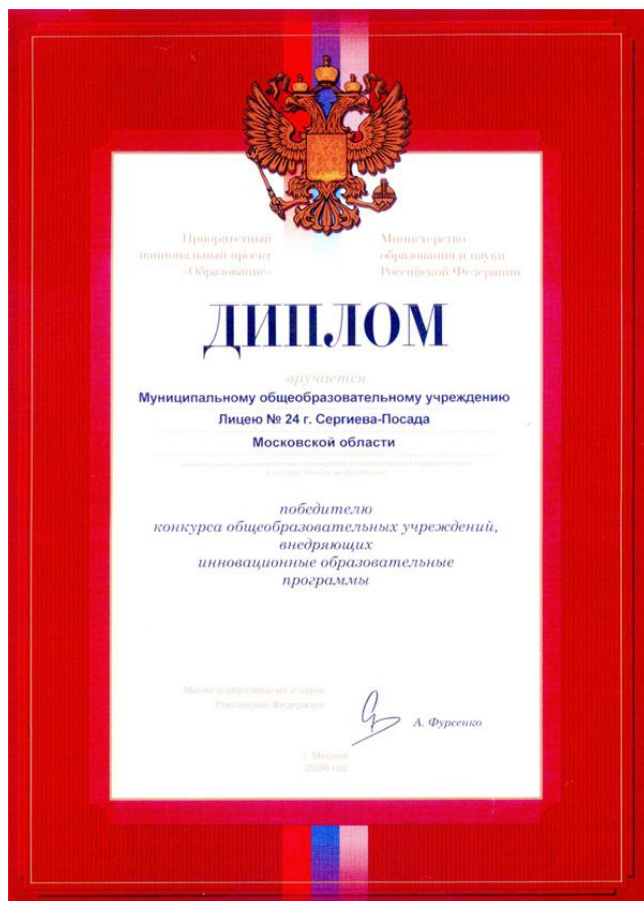 Приоритетный
национальный проект
«Образование»
Министерство
образования и науки
Российской Федерации
ДИПЛОМ
вручается
Муниципальному общеобразовательному учреждению
Лицею № 24 г. Сергиева-Посада
Московской области
победителю
конкурса общеобразовательных учреждений,
внедряющих
инновационные образовательные
программы
Министр образования и науки
Российской Федерации
А. Фурсенко
г. Москва
2006 год